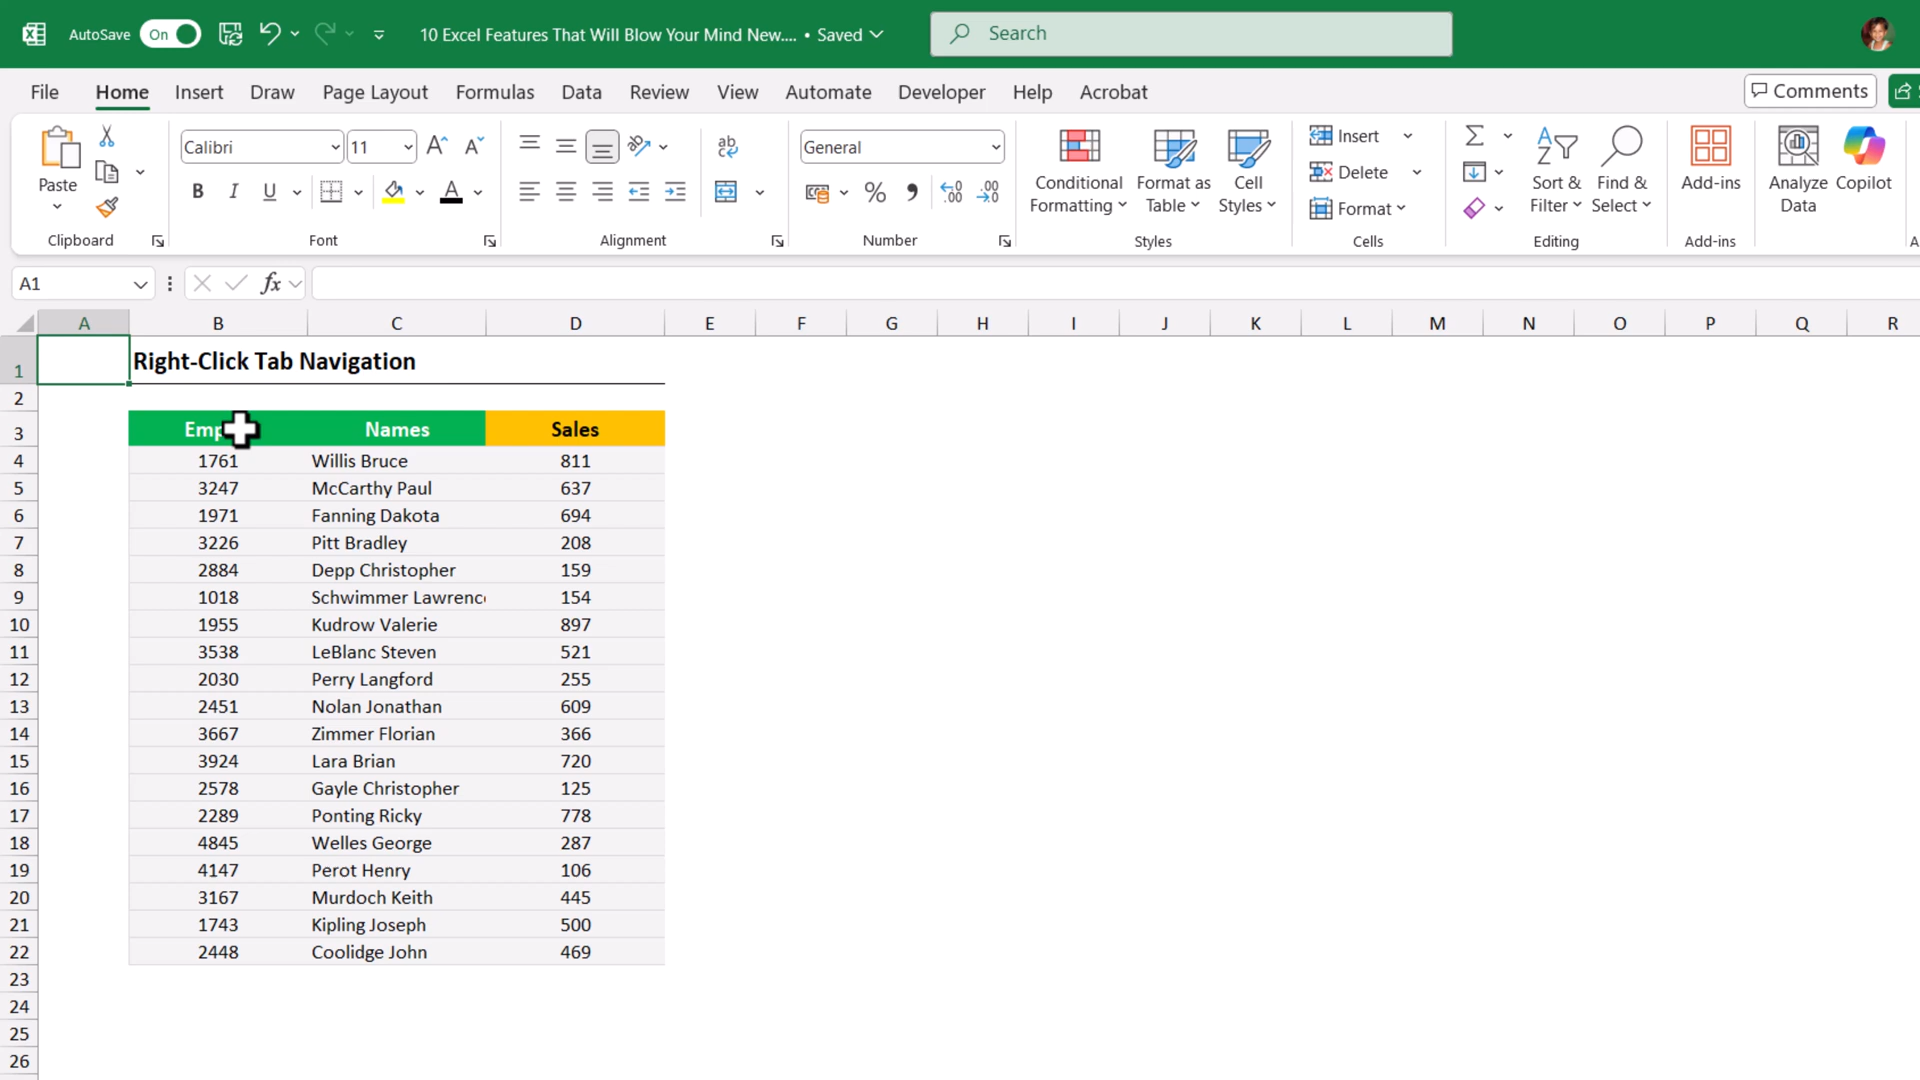 AutoSave On 10 Excel Features That Will Blow Your Mind New.... • Saved Search
File Home Insert Draw Page Layout Formulas Data Review View Automate Developer Help Acrobat Comments
Paste
Clipboard
Calibri 11
B I U A
Font
ab
Alignment
General
% .00
Number
Conditional Formatting
Format as Table
Cell Styles
Styles
Insert
Delete
Format
Cells
Sort & Filter
Find & Select
Editing
Add-ins
Add-ins
Analyze Data
Copilot
A1 fx
A B C D E F G H I J K L M N O P Q R
1 Right-Click Tab Navigation
2
3 Names Sales
4 1761 Willis Bruce 811
5 3247 McCarthy Paul 637
6 1971 Fanning Dakota 694
7 3226 Pitt Bradley 208
8 2884 Depp Christopher 159
9 1018 Schwimmer Lawrenc 154
10 1955 Kudrow Valerie 897
11 3538 LeBlanc Steven 521
12 2030 Perry Langford 255
13 2451 Nolan Jonathan 609
14 3667 Zimmer Florian 366
15 3924 Lara Brian 720
16 2578 Gayle Christopher 125
17 2289 Ponting Ricky 778
18 4845 Welles George 287
19 4147 Perot Henry 106
20 3167 Murdoch Keith 445
21 1743 Kipling Joseph 500
22 2448 Coolidge John 469
23
24
25
26